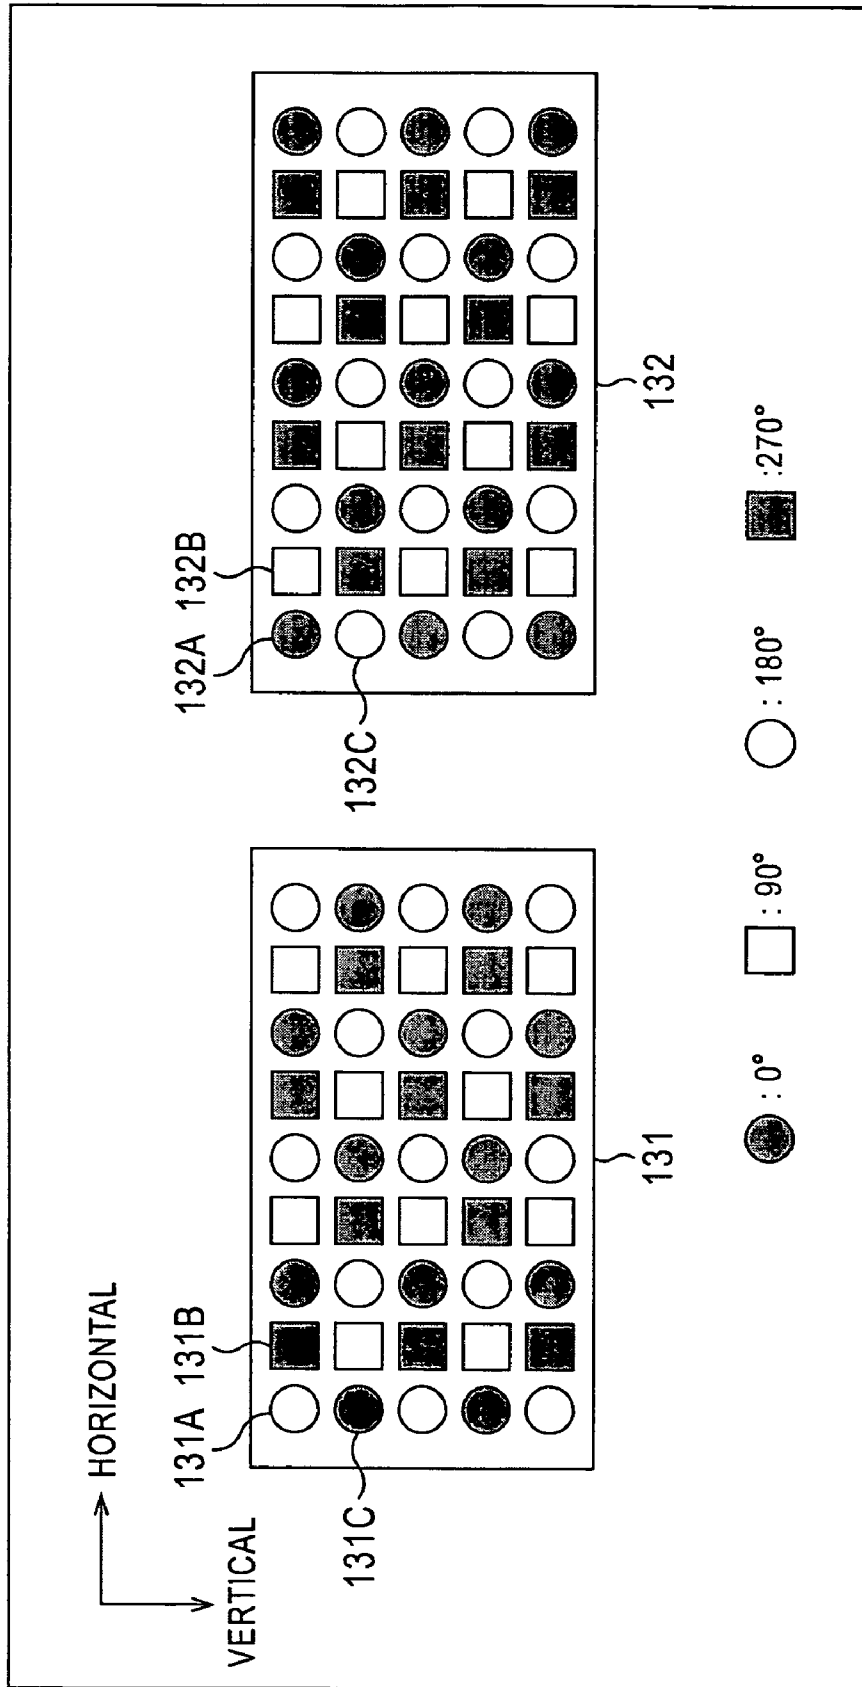 HORIZONTAL
VERTICAL
131A 131B
131C
131
132A 132B
132C
132
: 0°
: 90°
: 180°
:270°